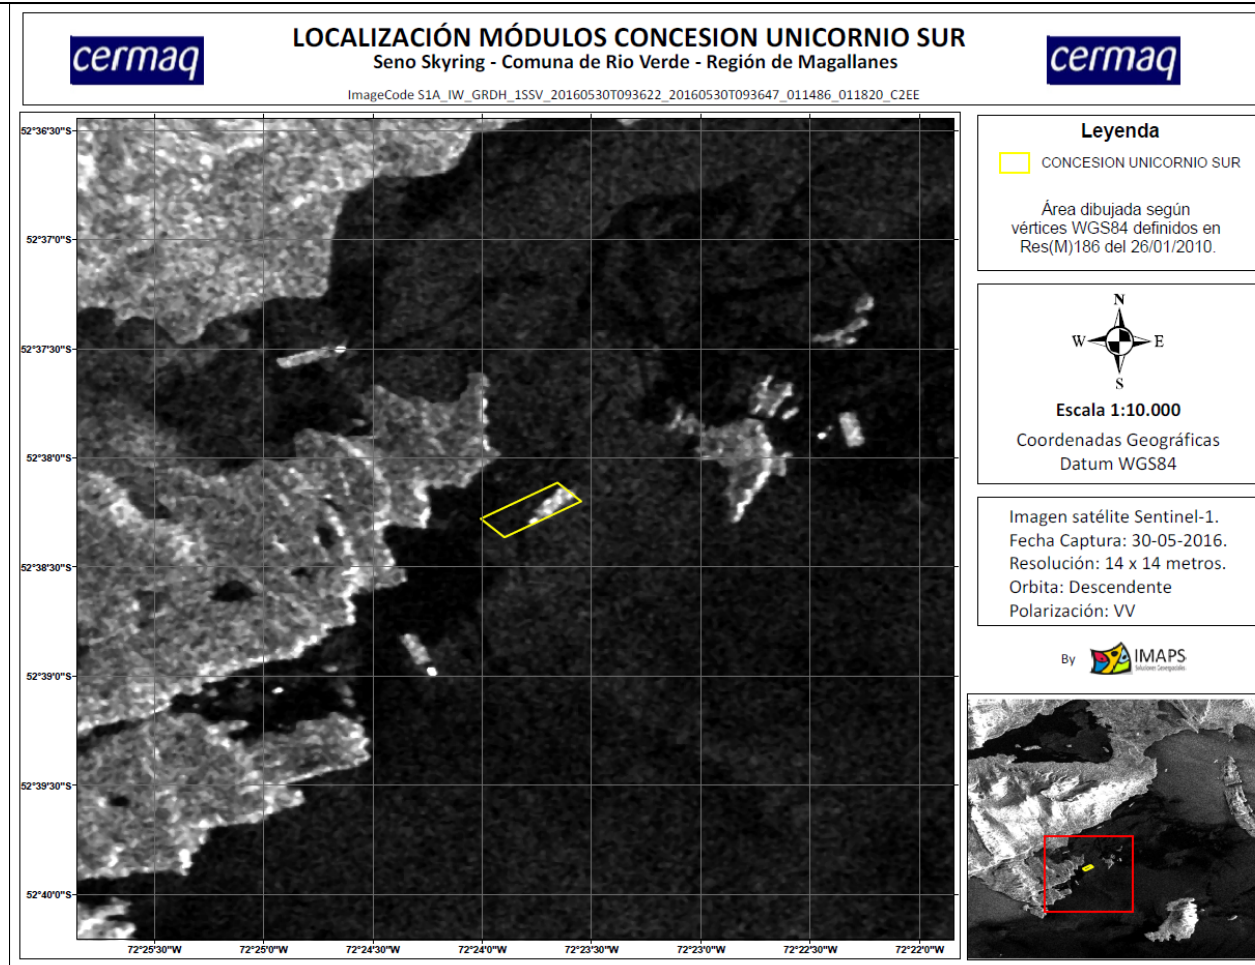 cermaq
LOCALIZACIÓN MÓDULOS CONCESION UNICORNIO SUR
Seno Skyring - Comuna de Rio Verde - Región de Magallanes
ImageCode S1A_IW_GRDH_1SSV_20160530T093622_20160530T093647_011486_011820_C2EE
cermaq
52°36'30"S
52°37'0"S
52°37'30"S
52°38'0"S
52°38'30"S
52°39'0"S
52°39'30"S
52°40'0"S
72°25'30"W
72°25'0"W
72°24'30"W
72°24'0"W
72°23'30"W
72°23'0"W
72°22'30"W
72°22'0"W
Leyenda
CONCESION UNICORNIO SUR
Área dibujada según
vértices WGS84 definidos en
Res(M)186 del 26/01/2010.
N
W E
S
Escala 1:10.000
Coordenadas Geográficas
Datum WGS84
Imagen satélite Sentinel-1.
Fecha Captura: 30-05-2016.
Resolución: 14 x 14 metros.
Orbita: Descendente
Polarización: VV
By IMAPS
Soluciones Geoespaciales